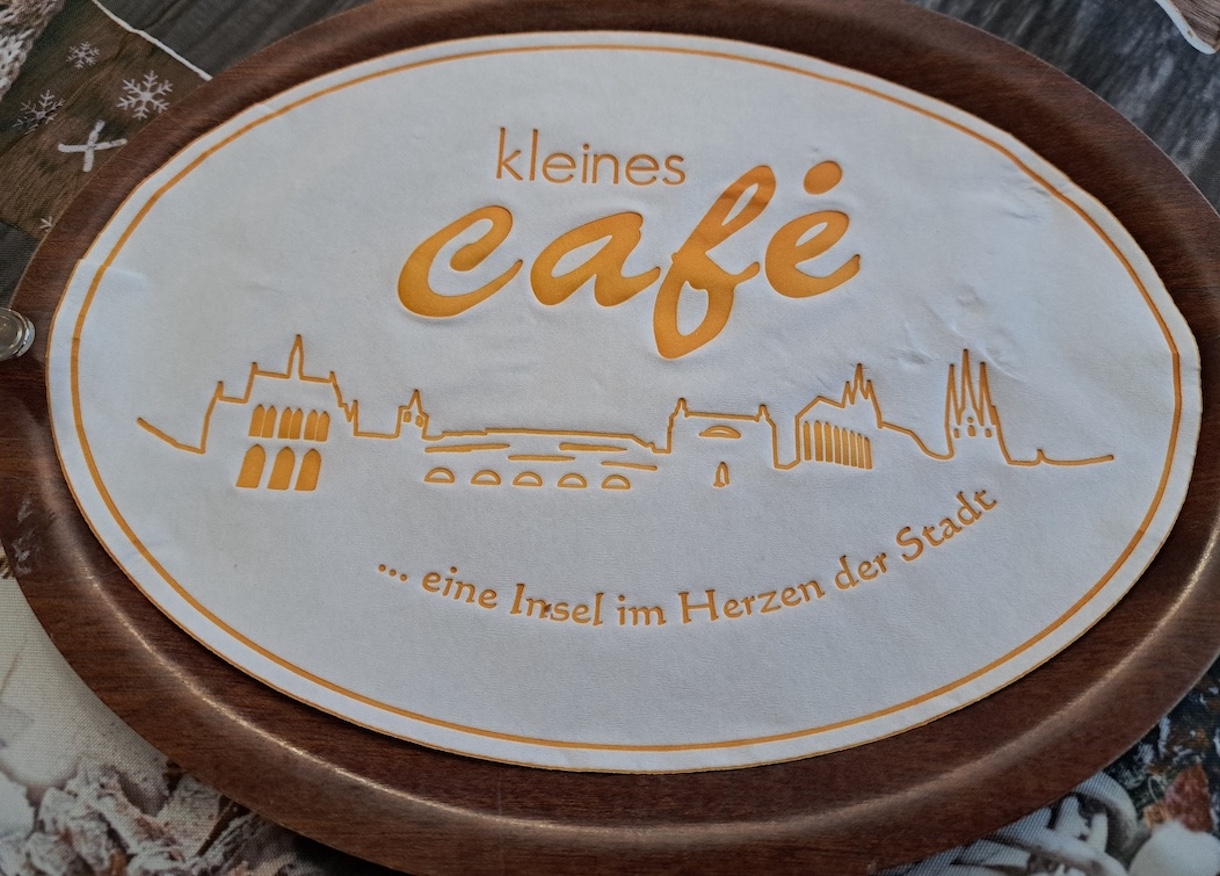 kleines
café
... eine Insel im Herzen der Stadt